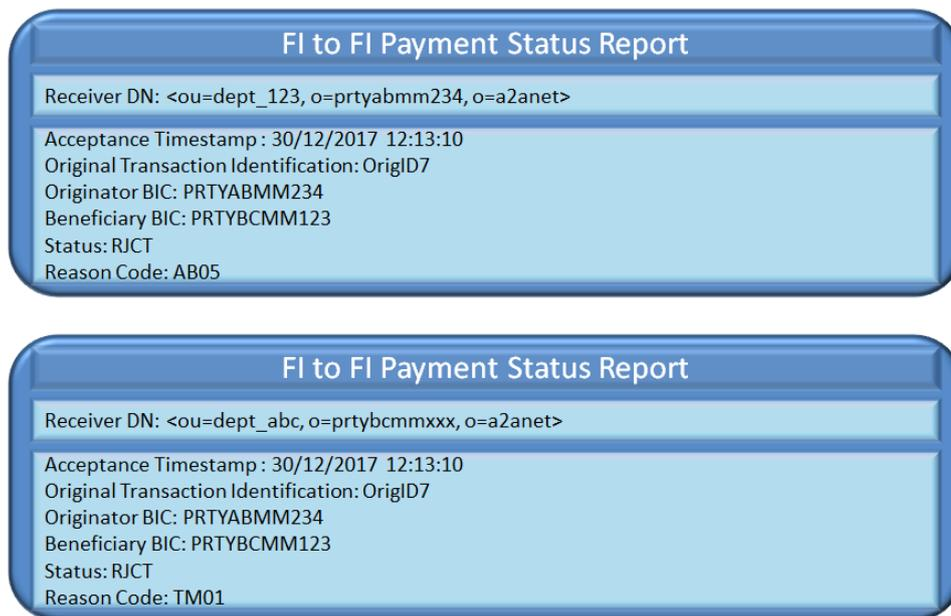 FI to FI Payment Status Report
Receiver DN: <ou=dept_123, o=prtyabmm234, o=a2anet>
Acceptance Timestamp : 30/12/2017 12:13:10
Original Transaction Identification: OrigID7
Originator BIC: PRTYABMM234
Beneficiary BIC: PRTYBCMM123
Status: RJCT
Reason Code: AB05
FI to FI Payment Status Report
Receiver DN: <ou=dept_abc, o=prtybcmmxxx, o=a2anet>
Acceptance Timestamp : 30/12/2017 12:13:10
Original Transaction Identification: OrigID7
Originator BIC: PRTYABMM234
Beneficiary BIC: PRTYBCMM123
Status: RJCT
Reason Code: TM01